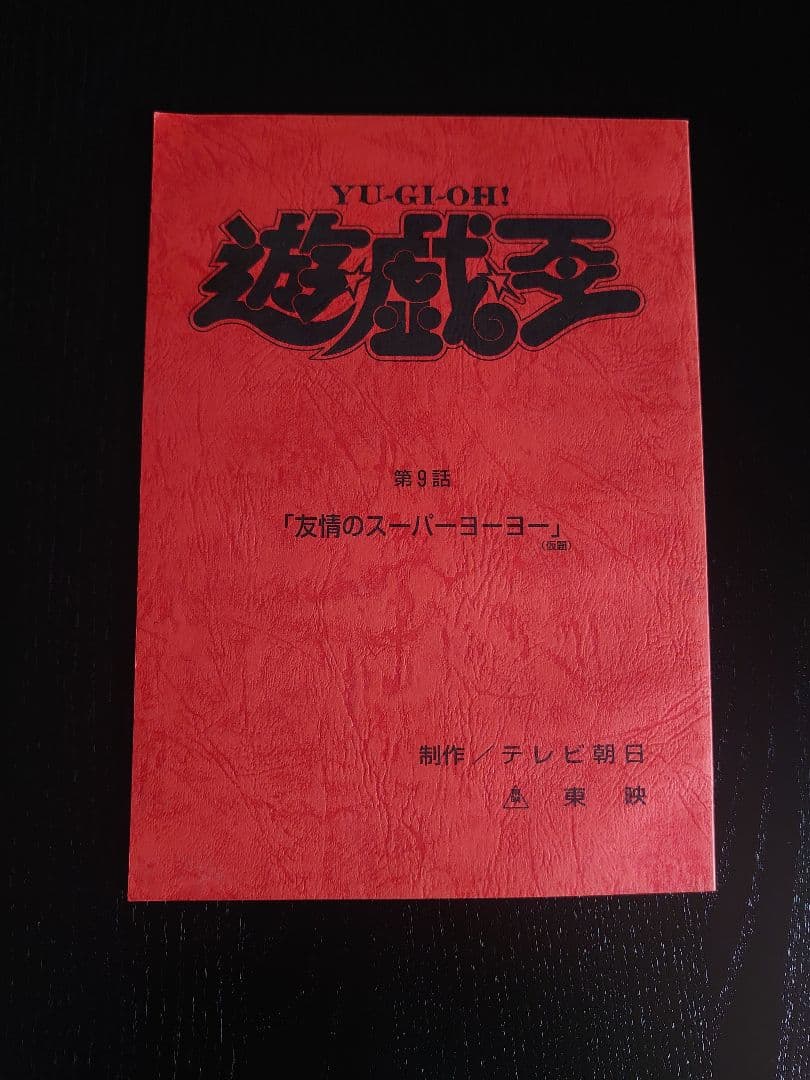 YU-GI-OH!
遊☆戯☆王
第9話
「友情のスーパーヨーヨー」
(仮題)
制作／テレビ朝日
東映